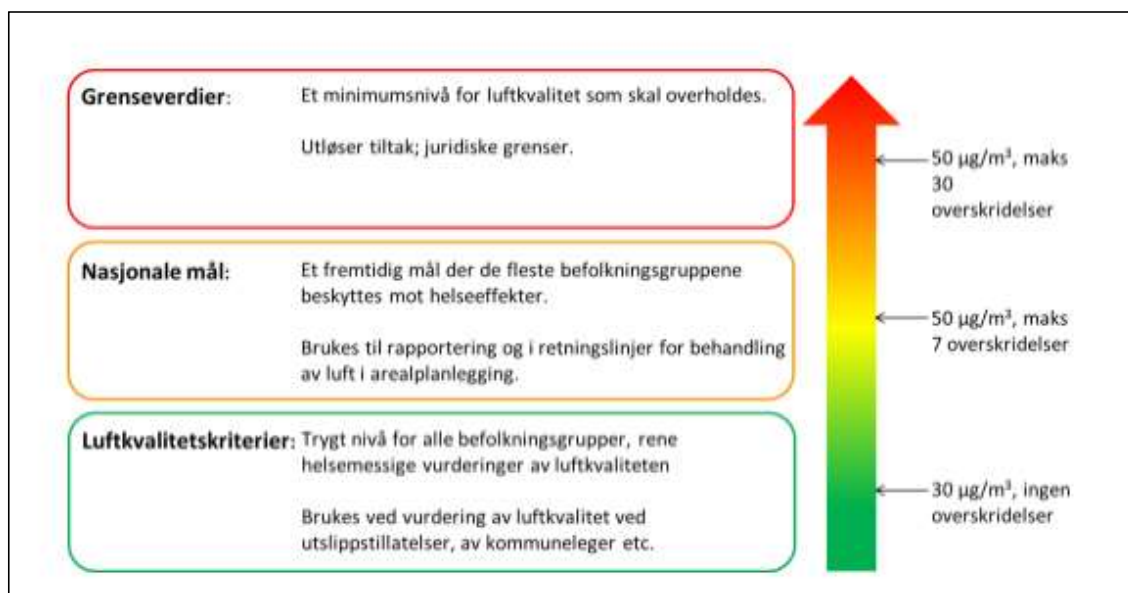 Grenseverdier: Et minimumsnivå for luftkvalitet som skal overholdes.
Utløser tiltak; juridiske grenser.
50 µg/m³, maks
30
overskridelser
Nasjonale mål: Et fremtidig mål der de fleste befolkningsgruppene
beskyttes mot helseeffekter.
Brukes til rapportering og i retningslinjer for behandling
av luft i arealplanlegging.
50 µg/m³, maks
7 overskridelser
Luftkvalitetskriterier: Trygt nivå for alle befolkningsgrupper, rene
helsemessige vurderinger av luftkvaliteten
Brukes ved vurdering av luftkvalitet ved
utslippstillatelser, av kommuneleger etc.
30 µg/m³, ingen
overskridelser